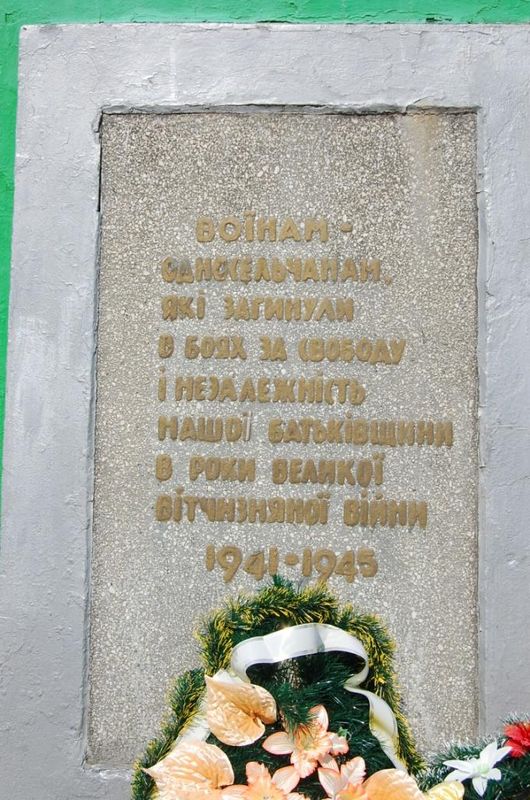 ВОЇНАМ -
ОДНОСЕЛЬЧАНАМ,
ЯКІ ЗАГИНУЛИ
В БОЯХ ЗА СВОБОДУ
І НЕЗАЛЕЖНІСТЬ
НАШОЇ БАТЬКІВЩИНИ
В РОКИ ВЕЛИКОЇ
ВІТЧИЗНЯНОЇ ВІЙНИ
1941-1945